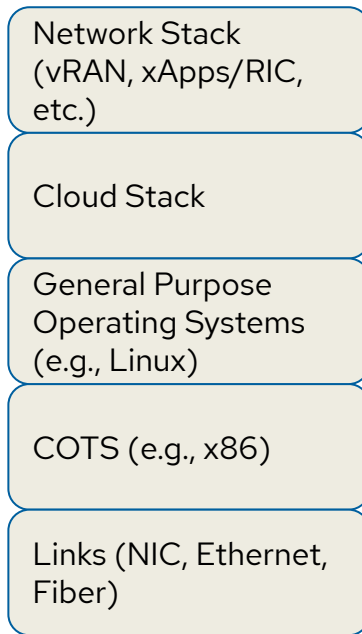 Network Stack
(vRAN, xApps/RIC,
etc.)
Cloud Stack
General Purpose
Operating Systems
(e.g., Linux)
COTS (e.g., x86)
Links (NIC, Ethernet,
Fiber)